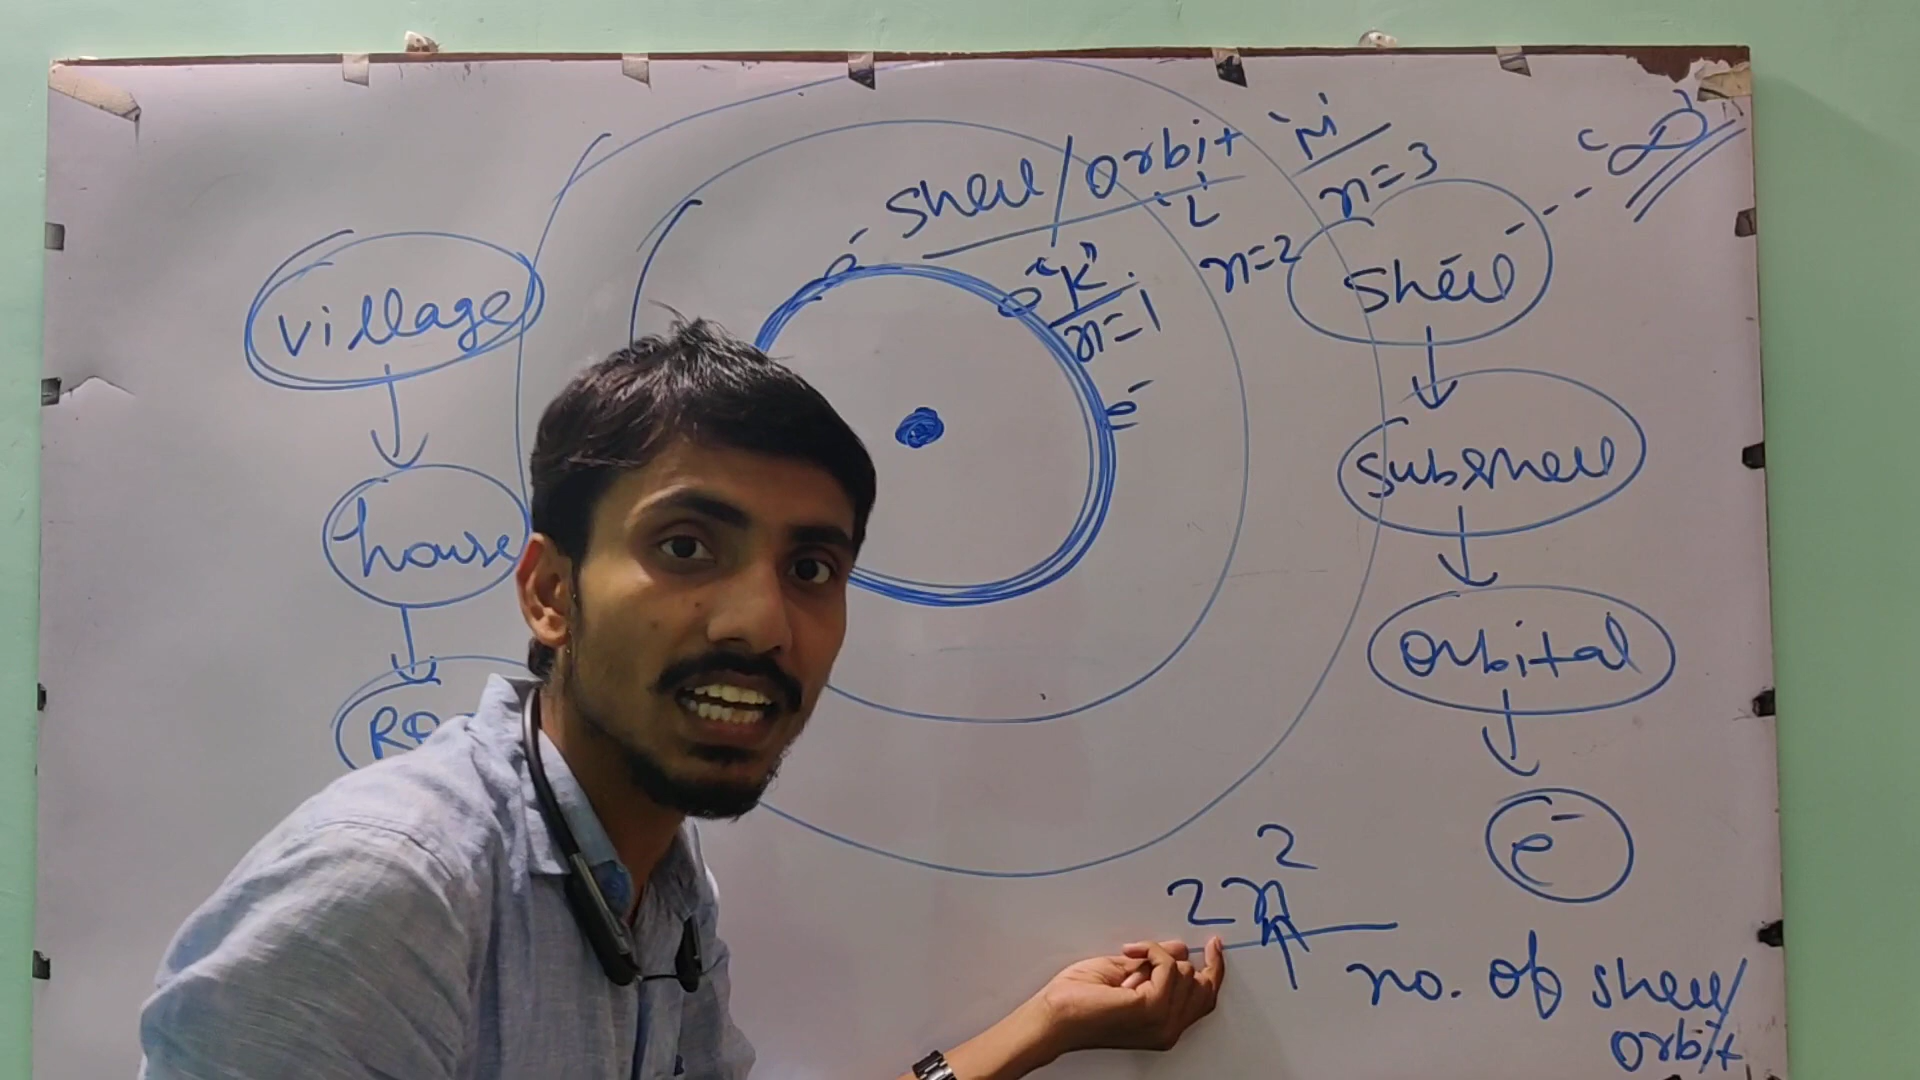 village
house
Shell/orbit
"K"
n=1
"L"
n=2
"M"
n=3
Shell
Subshell
orbital
e⁻
e⁻
e⁻
2n²
no. of shell/
orbit